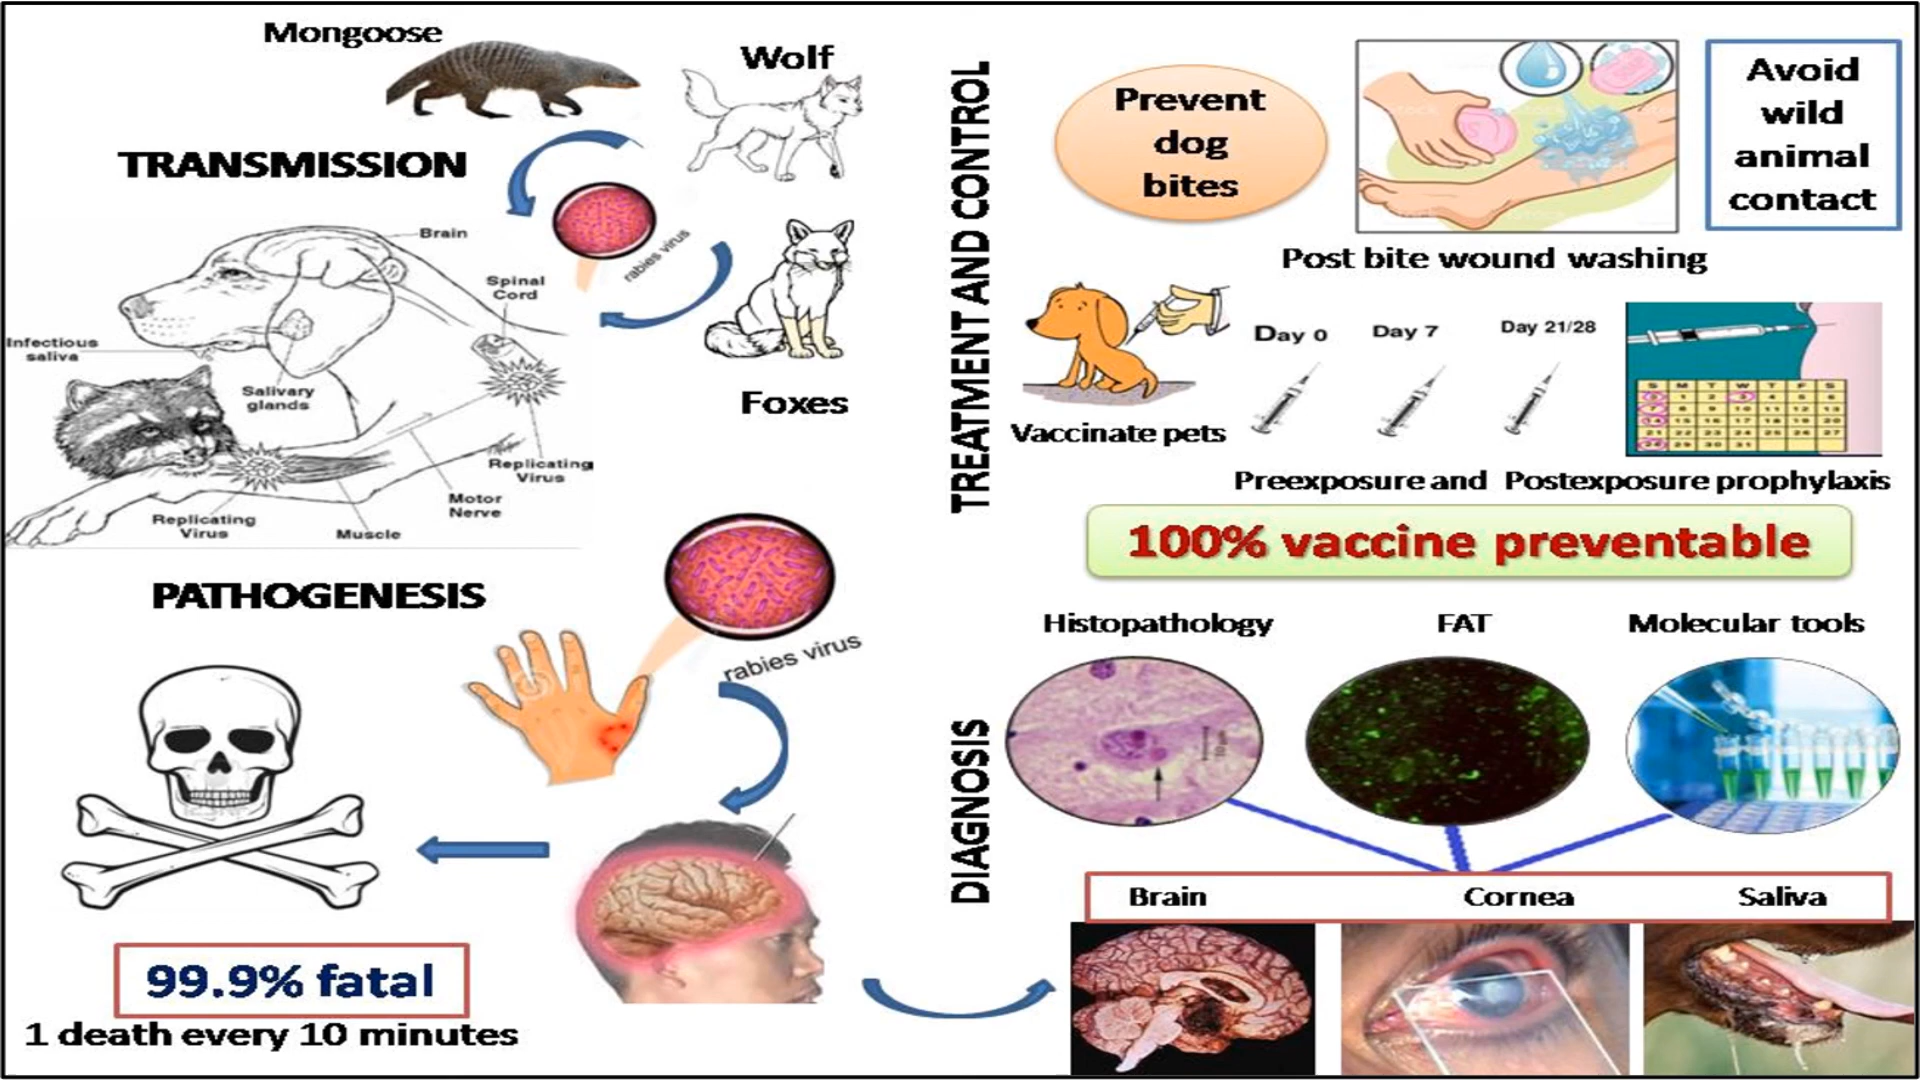 Mongoose
Wolf
TRANSMISSION
rabies virus
Brain
Spinal
Cord
Infectious
saliva
Salivary
glands
Foxes
Replicating
Virus
Motor
Nerve
Replicating
Virus
Muscle
PATHOGENESIS
rabies virus
99.9% fatal
1 death every 10 minutes
TREATMENT AND CONTROL
Prevent
dog
bites
Avoid
wild
animal
contact
Post bite wound washing
Day 0
Day 7
Day 21/28
Vaccinate pets
S M T W T F S
Preexposure and Postexposure prophylaxis
100% vaccine preventable
DIAGNOSIS
Histopathology
FAT
Molecular tools
Brain
Cornea
Saliva